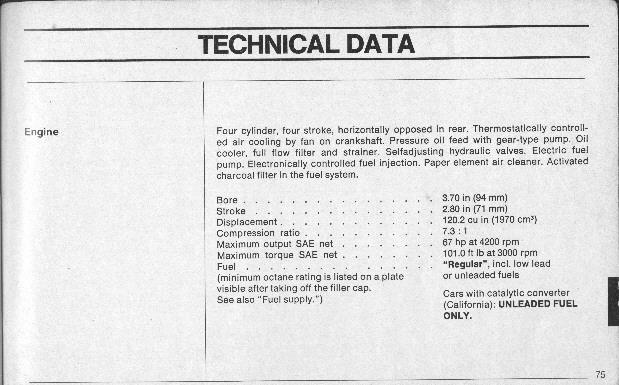 TECHNICAL DATA
Engine
Four cylinder, four stroke, horizontally opposed in rear. Thermostatically controll-
ed air cooling by fan on crankshaft. Pressure oil feed with gear-type pump. Oil
cooler, full flow filter and strainer. Selfadjusting hydraulic valves. Electric fuel
pump. Electronically controlled fuel injection. Paper element air cleaner. Activated
charcoal filter in the fuel system.
Bore . . . . . . . . . . . . . . . . 3.70 in (94 mm)
Stroke . . . . . . . . . . . . . . . 2.80 in (71 mm)
Displacement . . . . . . . . . . . . . 120.2 cu in (1970 cm³)
Compression ratio . . . . . . . . . . . 7.3 : 1
Maximum output SAE net . . . . . . . . 67 hp at 4200 rpm
Maximum torque SAE net . . . . . . . . 101.0 ft lb at 3000 rpm
Fuel . . . . . . . . . . . . . . . . "Regular", incl. low lead
(minimum octane rating is listed on a plate or unleaded fuels
visible after taking off the filler cap.
See also "Fuel supply.")
Cars with catalytic converter
(California): UNLEADED FUEL
ONLY.
75